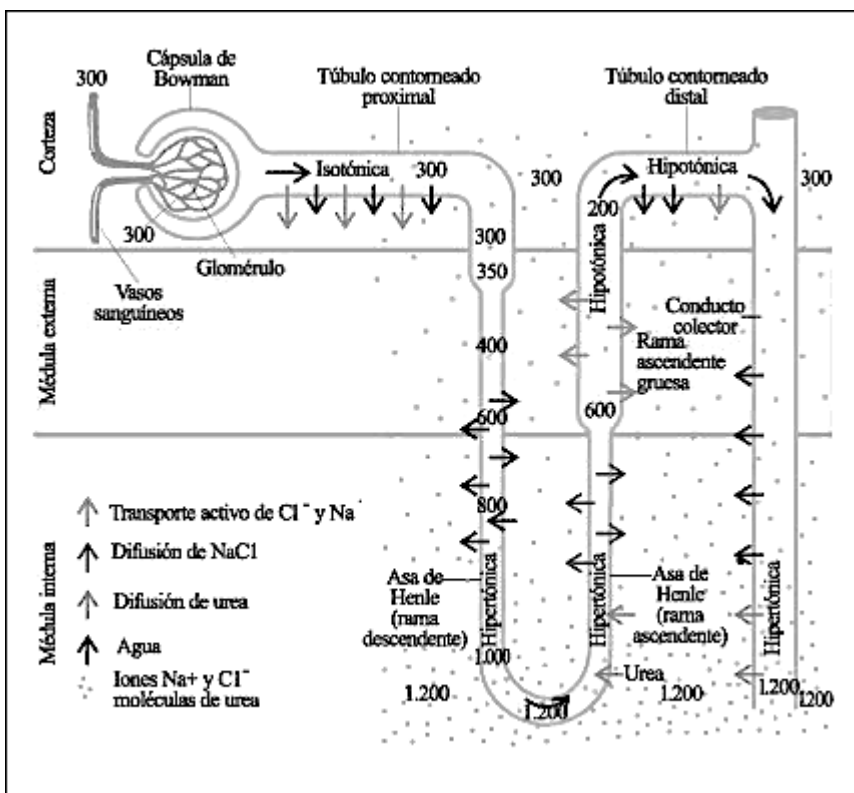 Cápsula de
Bowman
300
Túbulo contorneado
proximal
Túbulo contorneado
distal
Corteza
Isotónica
300
300
Hipotónica
300
200
300
300
Glomérulo
Vasos
sanguíneos
350
Médula externa
Hipotónica
Conducto
colector
400
Rama
ascendente
gruesa
600
600
Médula interna
Transporte activo de Cl⁻ y Na
Difusión de NaCl
Difusión de urea
Agua
Iones Na+ y Cl⁻
moléculas de urea
800
Asa de
Henle
(rama
descendente)
Hipertónica
Hipertónica
Asa de
Henle
(rama
ascendente)
Hipertónica
1.000
Urea
1.200
1.200
1.200
1.200
1200